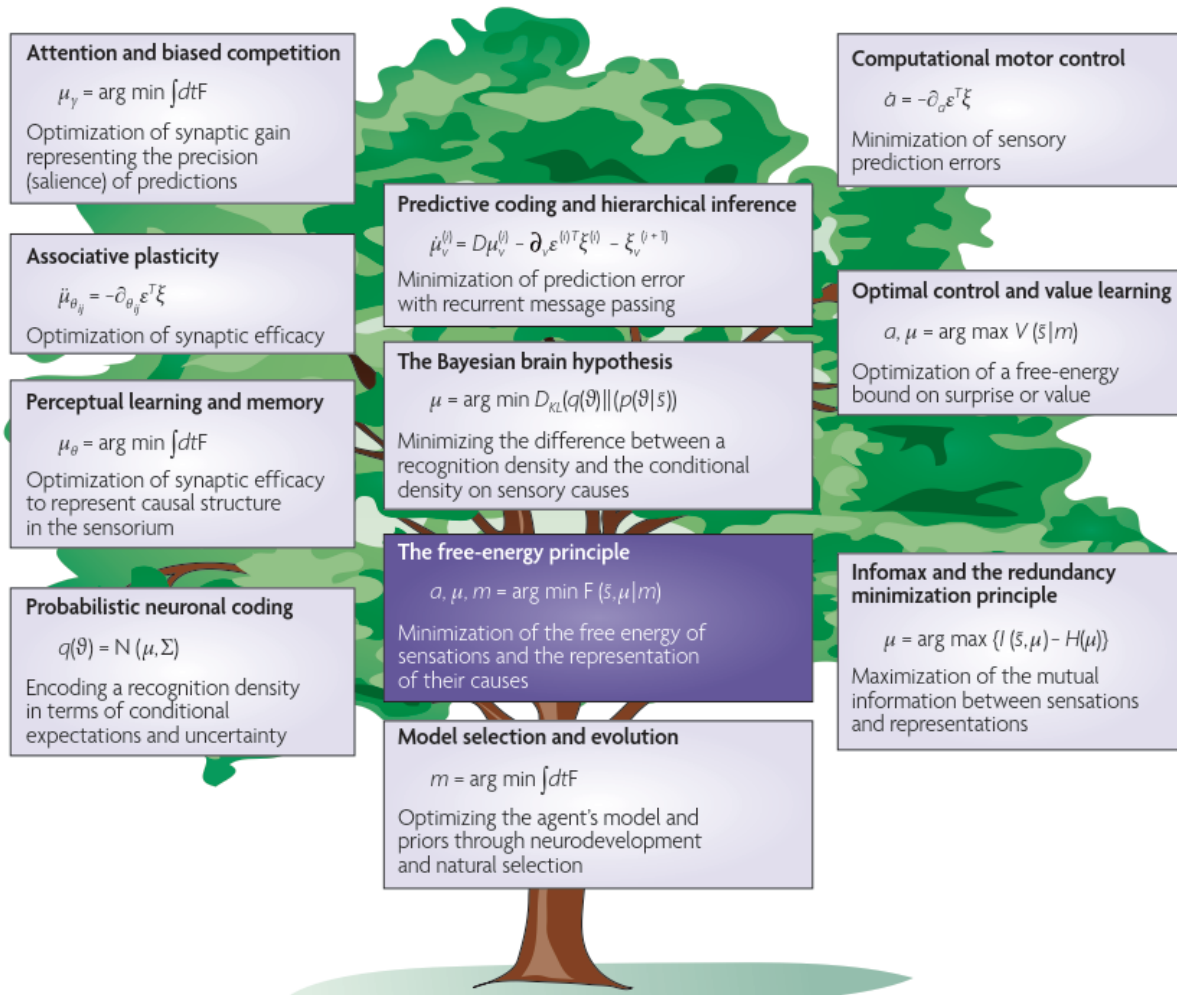 Attention and biased competition
μγ = arg min ∫dtF
Optimization of synaptic gain
representing the precision
(salience) of predictions
Associative plasticity
μ̈θij = -∂θij εᵀξ
Optimization of synaptic efficacy
Perceptual learning and memory
μθ = arg min ∫dtF
Optimization of synaptic efficacy
to represent causal structure
in the sensorium
Probabilistic neuronal coding
q(ϑ) = N (μ,Σ)
Encoding a recognition density
in terms of conditional
expectations and uncertainty
Predictive coding and hierarchical inference
μ̇v⁽ⁱ⁾ = Dμv⁽ⁱ⁾ - ∂vε⁽ⁱ⁾ᵀξ⁽ⁱ⁾ - ξv⁽ⁱ⁺¹⁾
Minimization of prediction error
with recurrent message passing
The Bayesian brain hypothesis
μ = arg min DKL(q(ϑ)||(p(ϑ|s̃))
Minimizing the difference between a
recognition density and the conditional
density on sensory causes
The free-energy principle
a, μ, m = arg min F (s̃,μ|m)
Minimization of the free energy of
sensations and the representation
of their causes
Model selection and evolution
m = arg min ∫dtF
Optimizing the agent's model and
priors through neurodevelopment
and natural selection
Computational motor control
ȧ = -∂aεᵀξ
Minimization of sensory
prediction errors
Optimal control and value learning
a, μ = arg max V (s̃|m)
Optimization of a free-energy
bound on surprise or value
Infomax and the redundancy
minimization principle
μ = arg max {I (s̃,μ) - H(μ)}
Maximization of the mutual
information between sensations
and representations